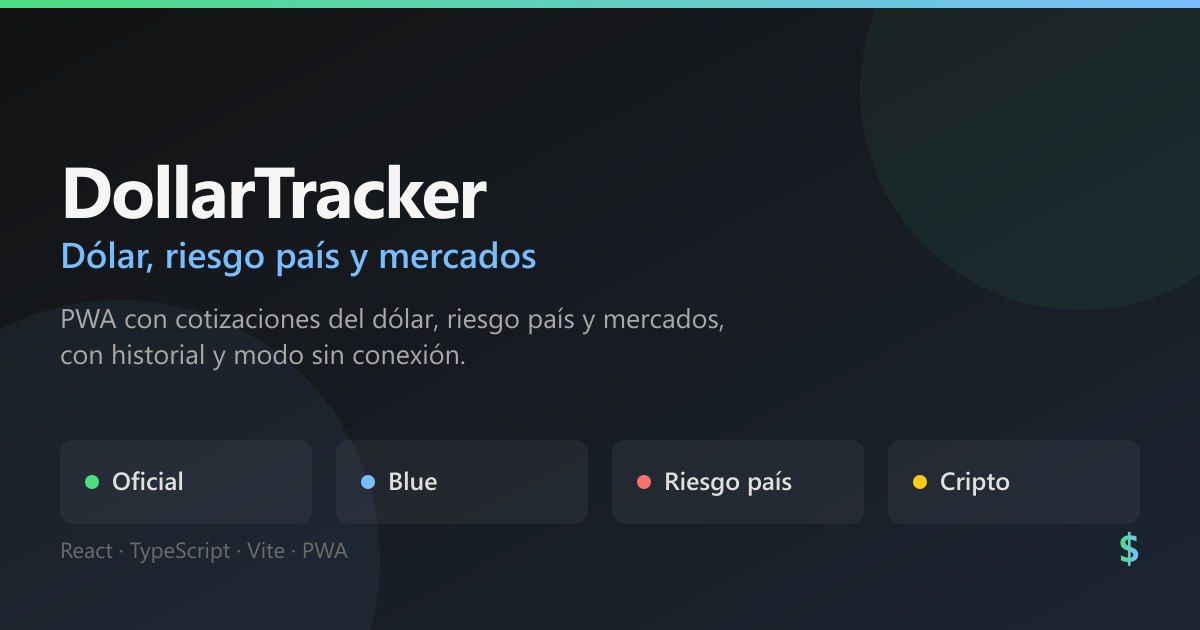 DollarTracker
Dólar, riesgo país y mercados
PWA con cotizaciones del dólar, riesgo país y mercados,
con historial y modo sin conexión.
Oficial
Blue
Riesgo país
Cripto
React · TypeScript · Vite · PWA
$